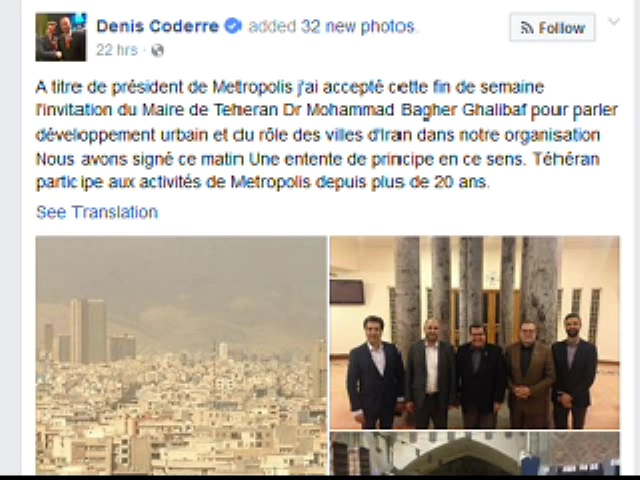 Denis Coderre added 32 new photos.
Follow
22 hrs ·
A titre de président de Metropolis j'ai accepté cette fin de semaine
l'invitation du Maire de Teheran Dr Mohammad Bagher Ghalibaf pour parler
développement urbain et du rôle des villes d'Iran dans notre organisation
Nous avons signé ce matin Une entente de principe en ce sens. Téhéran
participe aux activités de Metropolis depuis plus de 20 ans.
See Translation